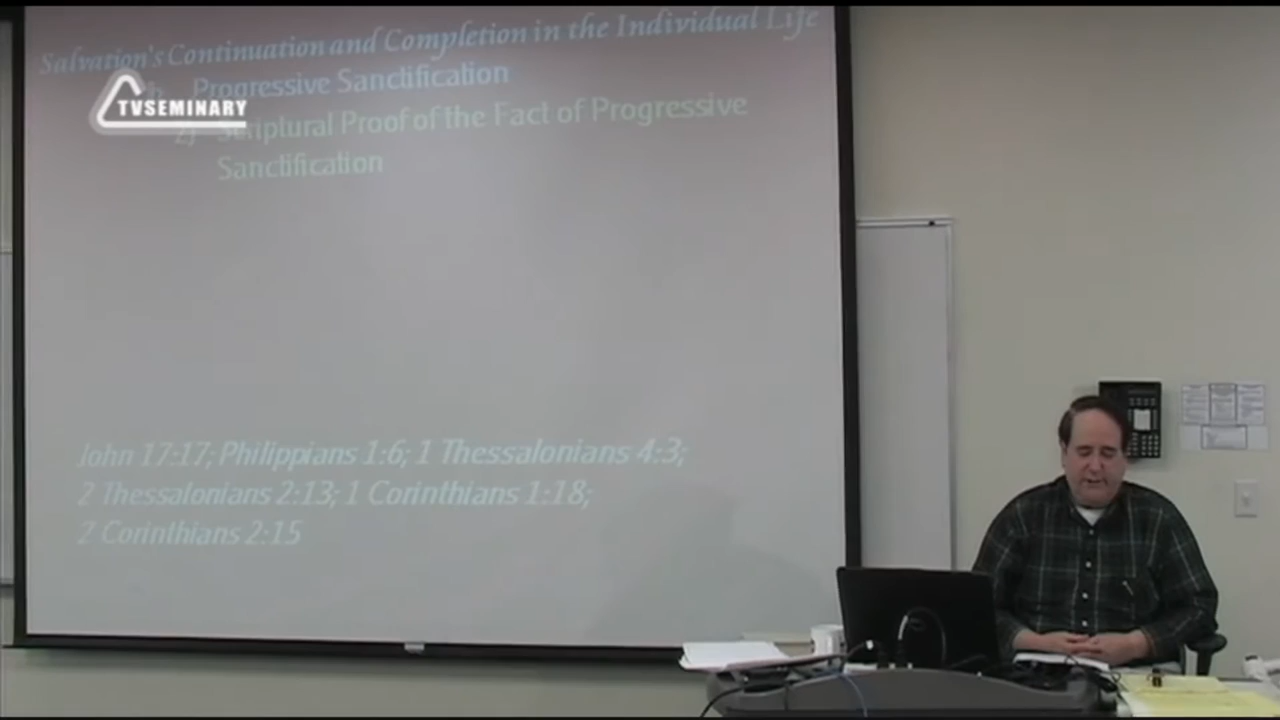 Salvation's Continuation and Completion in the Individual Life
b. Progressive Sanctification
TVSEMINARY
2) Scriptural Proof of the Fact of Progressive
Sanctification
John 17:17; Philippians 1:6; 1 Thessalonians 4:3;
2 Thessalonians 2:13; 1 Corinthians 1:18;
2 Corinthians 2:15